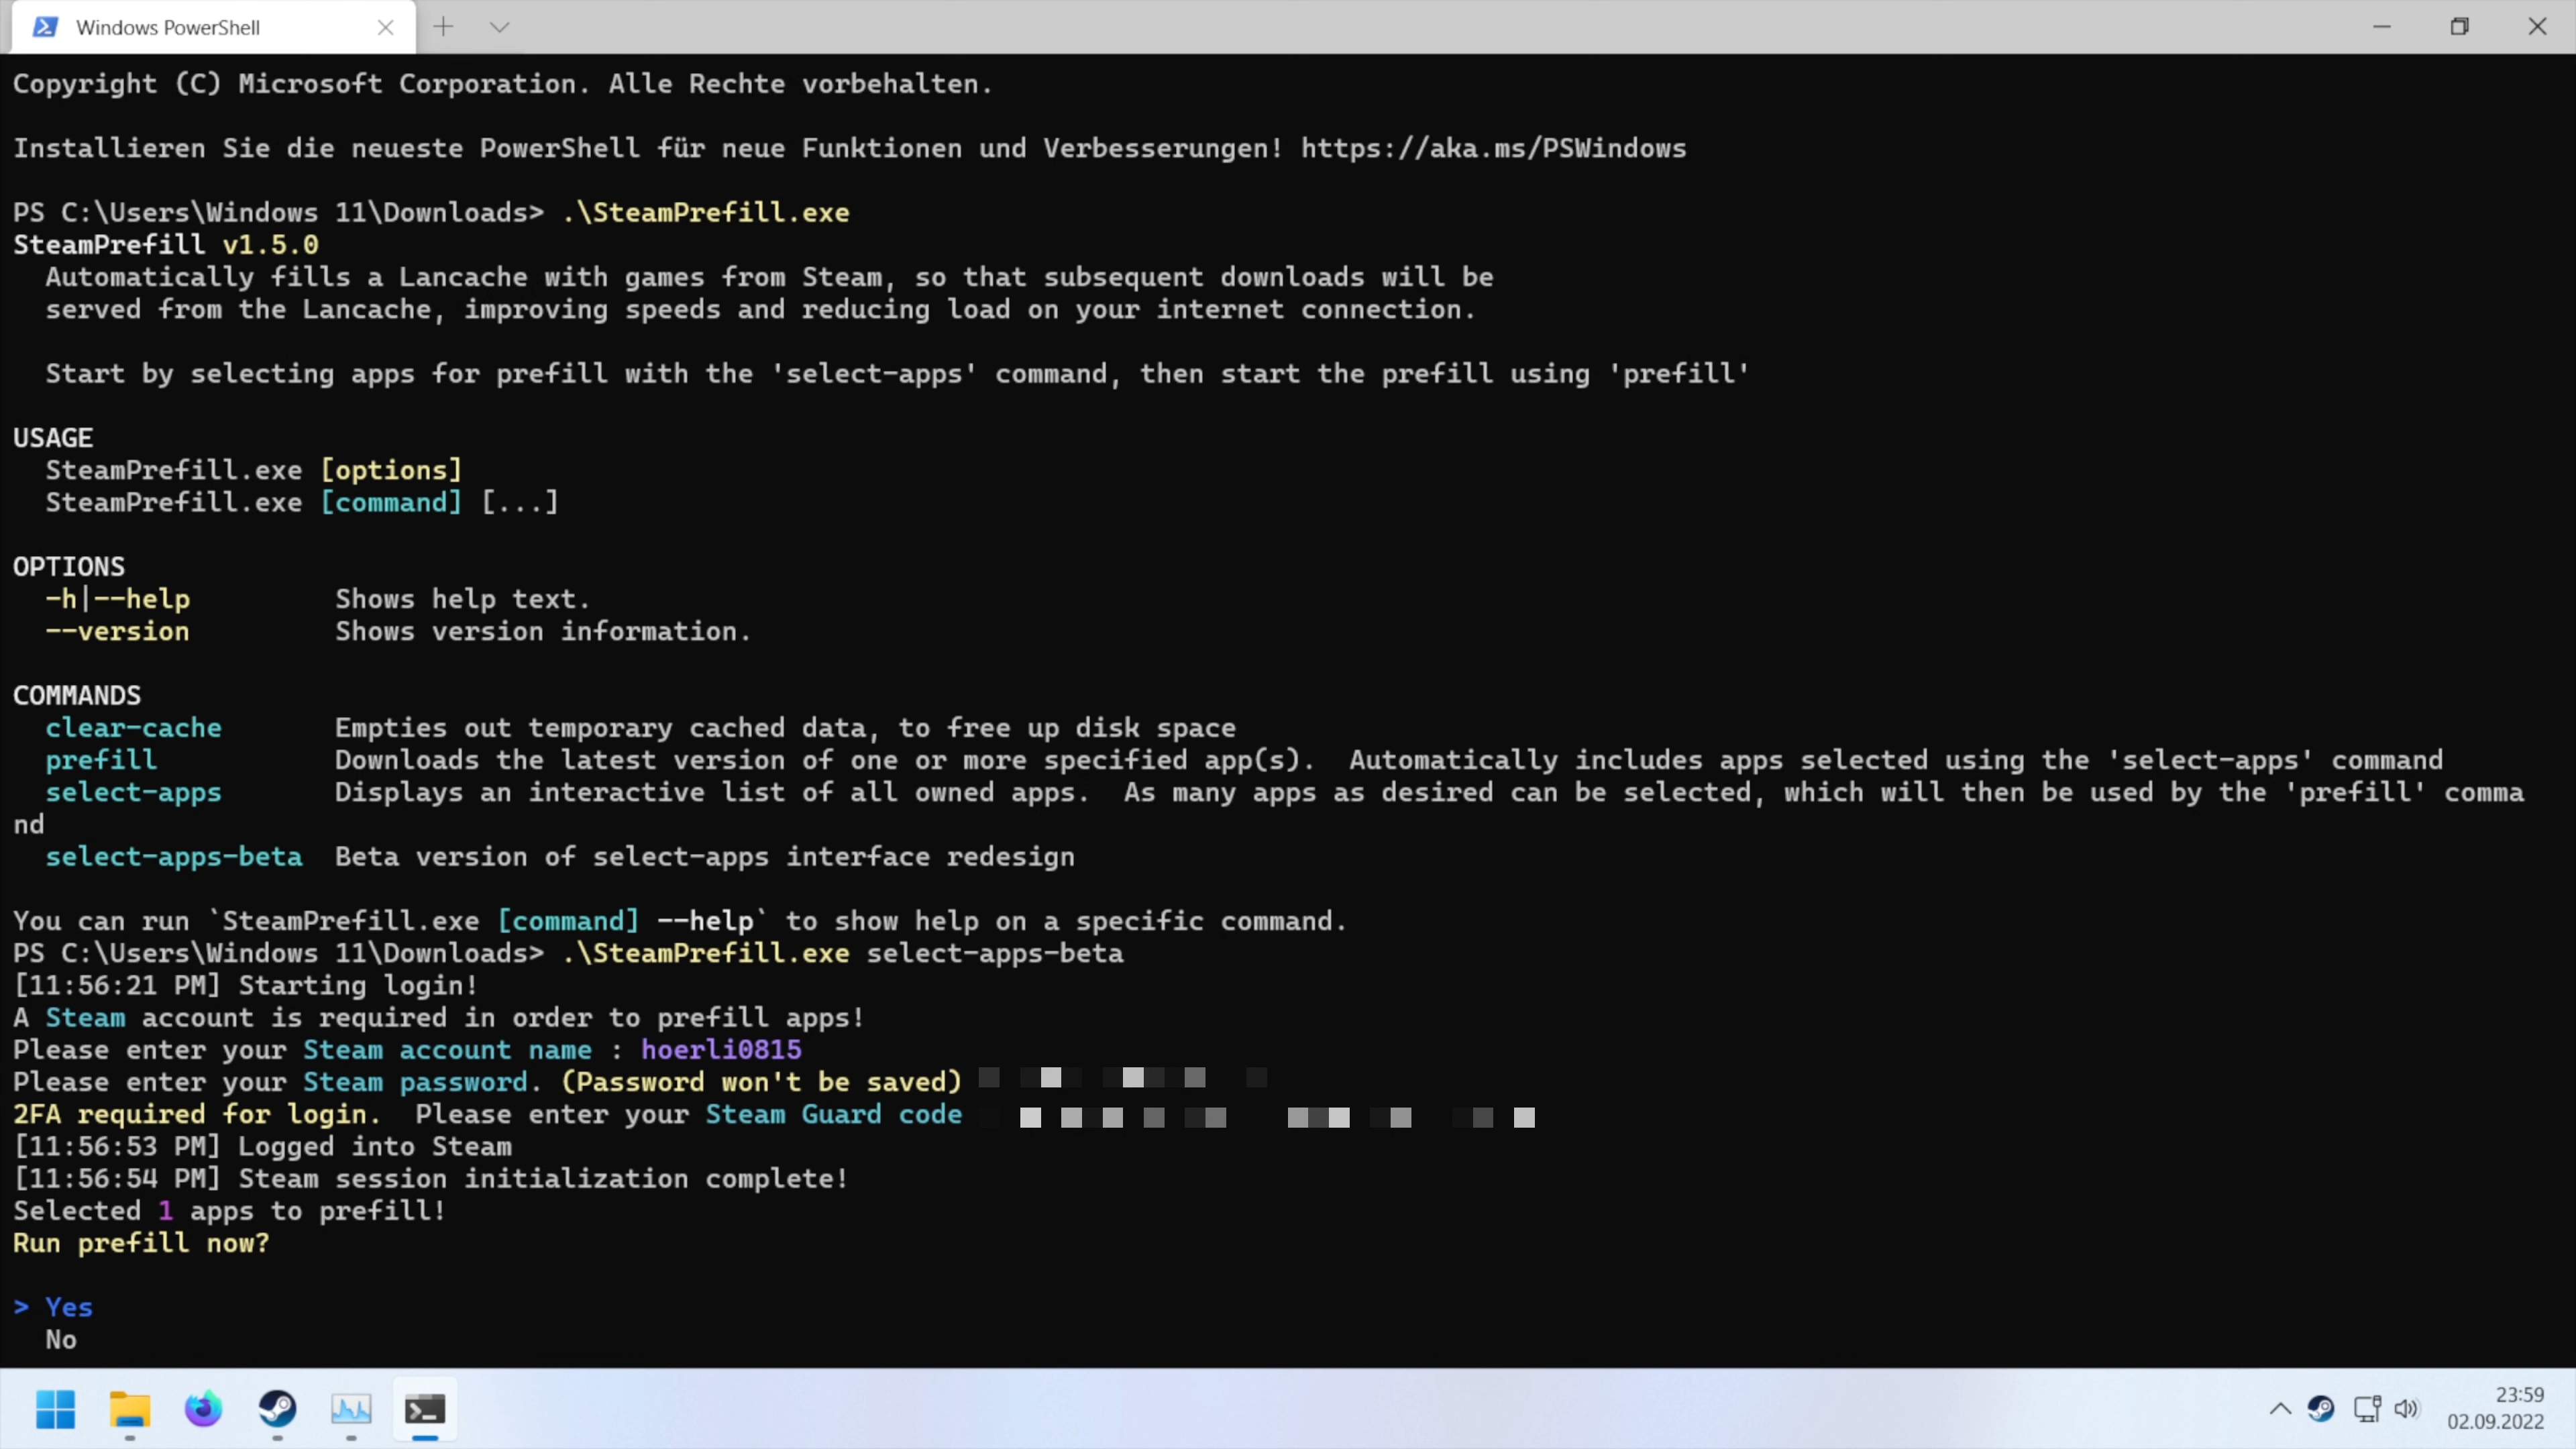 Windows PowerShell
Copyright (C) Microsoft Corporation. Alle Rechte vorbehalten.
Installieren Sie die neueste PowerShell für neue Funktionen und Verbesserungen! https://aka.ms/PSWindows
PS C:\Users\Windows 11\Downloads> .\SteamPrefill.exe
SteamPrefill v1.5.0
Automatically fills a Lancache with games from Steam, so that subsequent downloads will be
served from the Lancache, improving speeds and reducing load on your internet connection.
Start by selecting apps for prefill with the 'select-apps' command, then start the prefill using 'prefill'
USAGE
SteamPrefill.exe [options]
SteamPrefill.exe [command] [...]
OPTIONS
-h|--help Shows help text.
--version Shows version information.
COMMANDS
clear-cache Empties out temporary cached data, to free up disk space
prefill Downloads the latest version of one or more specified app(s). Automatically includes apps selected using the 'select-apps' command
select-apps Displays an interactive list of all owned apps. As many apps as desired can be selected, which will then be used by the 'prefill' comma
nd
select-apps-beta Beta version of select-apps interface redesign
You can run `SteamPrefill.exe [command] --help` to show help on a specific command.
PS C:\Users\Windows 11\Downloads> .\SteamPrefill.exe select-apps-beta
[11:56:21 PM] Starting login!
A Steam account is required in order to prefill apps!
Please enter your Steam account name : hoerli0815
Please enter your Steam password. (Password won't be saved)
2FA required for login. Please enter your Steam Guard code
[11:56:53 PM] Logged into Steam
[11:56:54 PM] Steam session initialization complete!
Selected 1 apps to prefill!
Run prefill now?
> Yes
No
23:59
02.09.2022